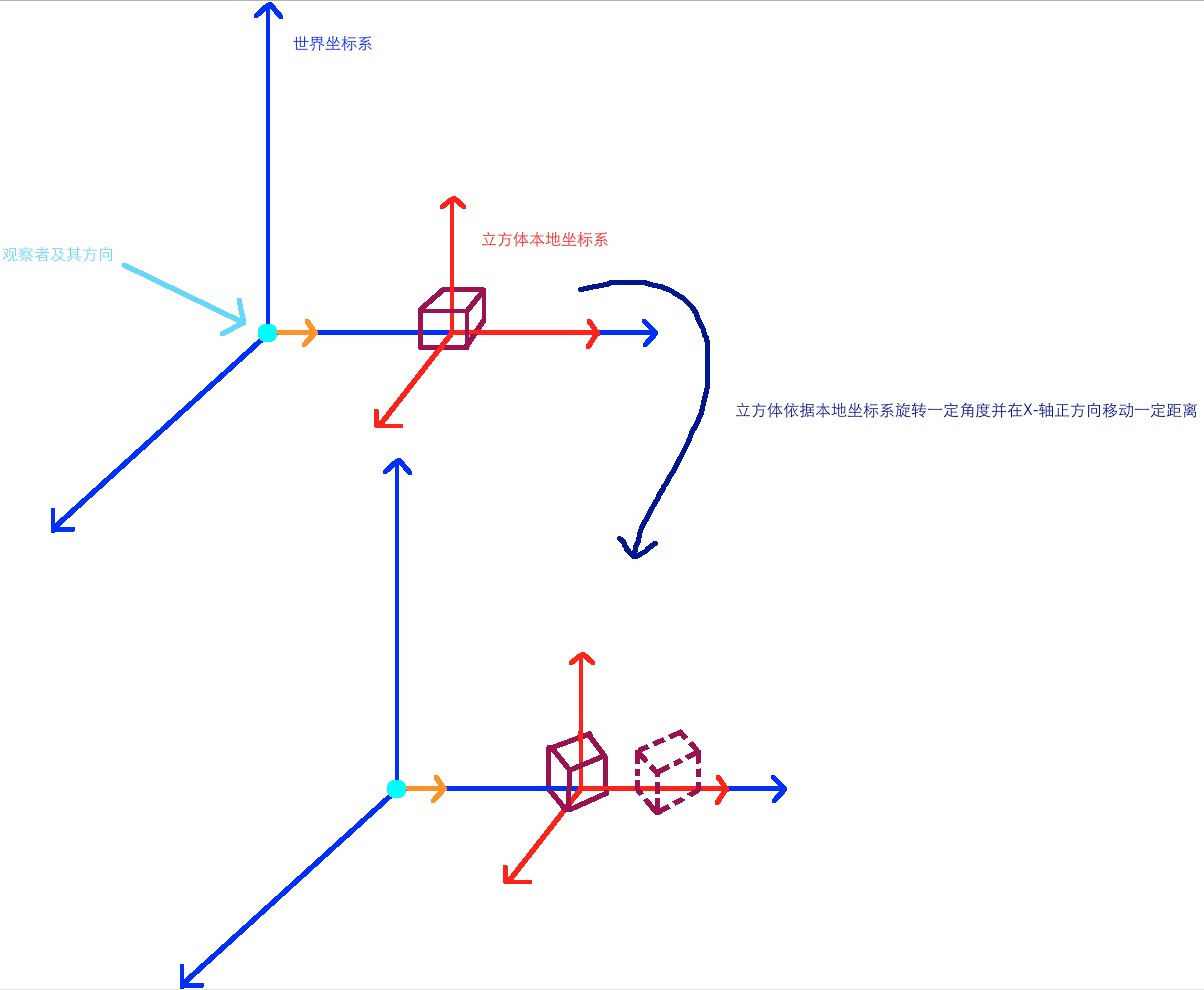 世界坐标系
立方体本地坐标系
观察者及其方向
立方体依据本地坐标系旋转一定角度并在X-轴正方向移动一定距离